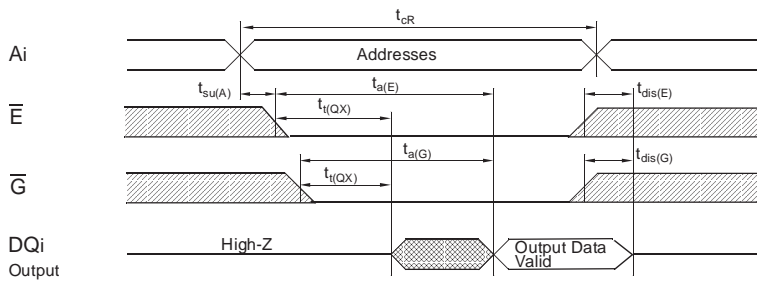 tcR
Ai
Addresses
tsu(A)
ta(E)
tdis(E)
E
tt(QX)
ta(G)
tdis(G)
G
tt(QX)
DQi
Output
High-Z
Output Data
Valid